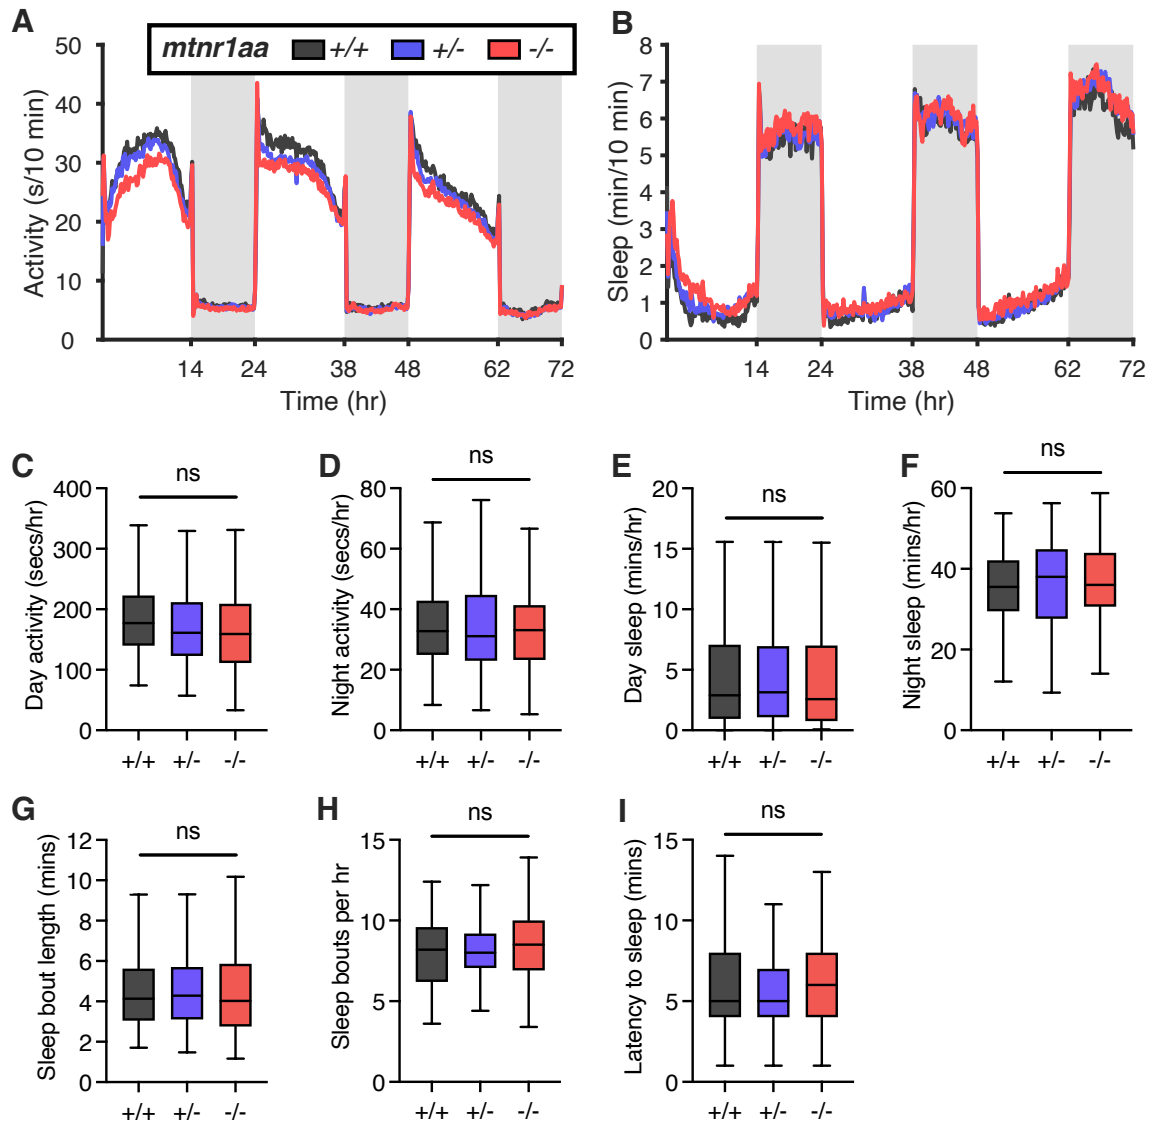 A
mtnr1aa +/+ +/- -/-
Activity (s/10 min)
50
40
30
20
10
0
14 24 38 48 62 72
Time (hr)
B
Sleep (min/10 min)
8
7
6
5
4
3
2
1
0
14 24 38 48 62 72
Time (hr)
C
ns
Day activity (secs/hr)
400
300
200
100
0
+/+ +/- -/-
D
ns
Night activity (secs/hr)
80
60
40
20
0
+/+ +/- -/-
E
ns
Day sleep (mins/hr)
20
15
10
5
0
+/+ +/- -/-
F
ns
Night sleep (mins/hr)
60
40
20
0
+/+ +/- -/-
G
ns
Sleep bout length (mins)
12
10
8
6
4
2
0
+/+ +/- -/-
H
ns
Sleep bouts per hr
15
10
5
0
+/+ +/- -/-
I
ns
Latency to sleep (mins)
15
10
5
0
+/+ +/- -/-